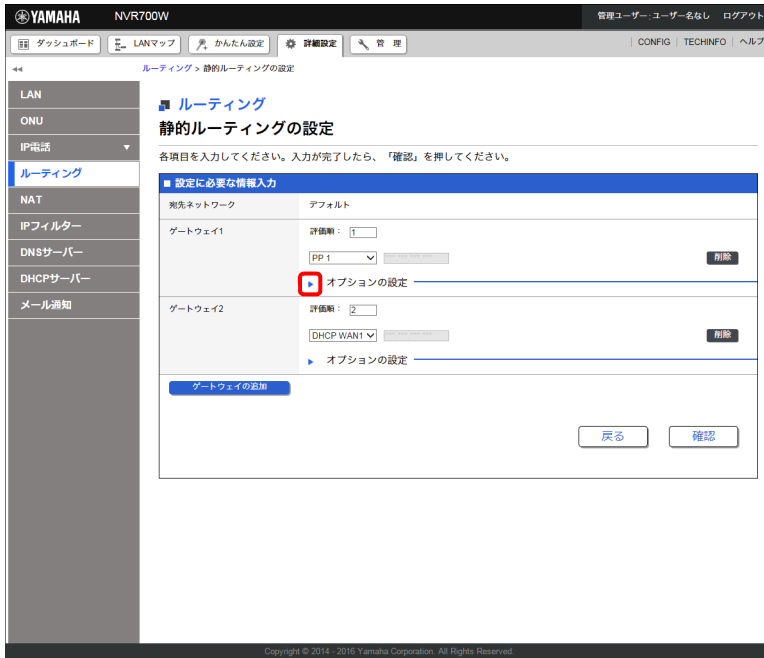 YAMAHA NVR700W 管理ユーザー:ユーザー名なし ログアウト
ダッシュボード LANマップ かんたん設定 詳細設定 管 理 CONFIG | TECHINFO | ヘルプ
ルーティング > 静的ルーティングの設定
LAN
ONU
IP電話
ルーティング
NAT
IPフィルター
DNSサーバー
DHCPサーバー
メール通知
ルーティング
静的ルーティングの設定
各項目を入力してください。入力が完了したら、「確認」を押してください。
■ 設定に必要な情報入力
宛先ネットワーク デフォルト
ゲートウェイ1 評価順: 1
PP 1 削除
オプションの設定
ゲートウェイ2 評価順: 2
DHCP WAN1 削除
オプションの設定
ゲートウェイの追加
戻る 確認
Copyright © 2014 - 2016 Yamaha Corporation. All Rights Reserved.